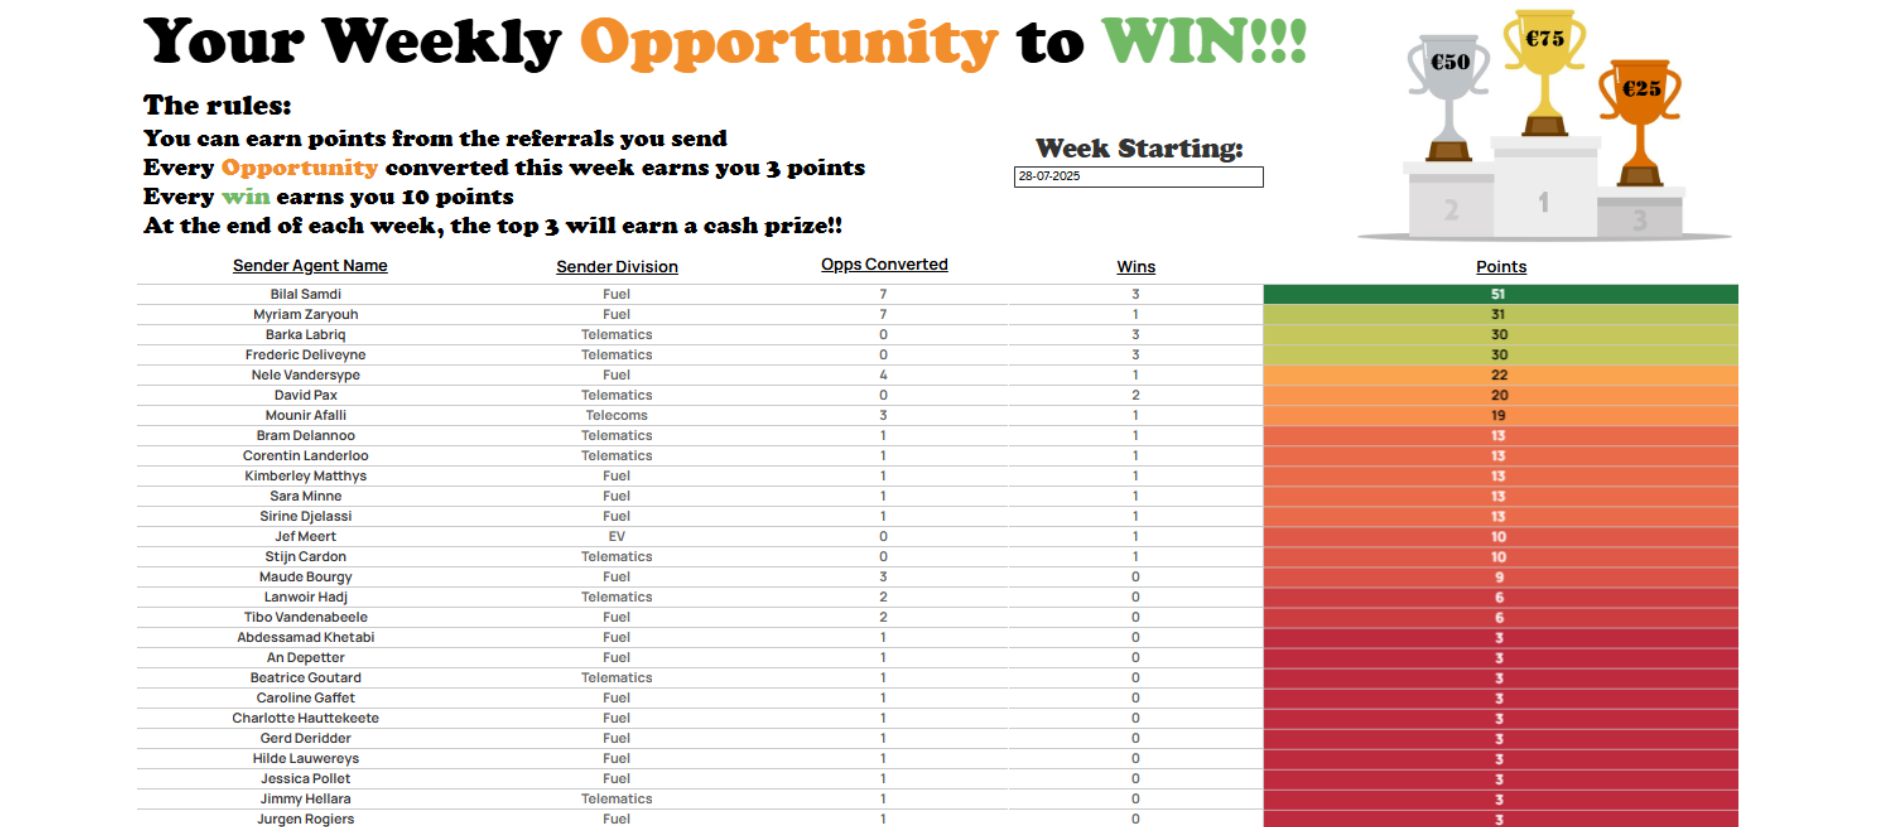 Your Weekly Opportunity to WIN!!!
€50 €75 €25
The rules:
You can earn points from the referrals you send
Every Opportunity converted this week earns you 3 points
Every win earns you 10 points
At the end of each week, the top 3 will earn a cash prize!!
Week Starting:
28-07-2025
2 1 3
Sender Agent Name Sender Division Opps Converted Wins Points
Bilal Samdi Fuel 7 3 51
Myriam Zaryouh Fuel 7 1 31
Barka Labriq Telematics 0 3 30
Frederic Deliveyne Telematics 0 3 30
Nele Vandersype Fuel 4 1 22
David Pax Telematics 0 2 20
Mounir Afalli Telecoms 3 1 19
Bram Delannoo Telematics 1 1 13
Corentin Landerloo Telematics 1 1 13
Kimberley Matthys Fuel 1 1 13
Sara Minne Fuel 1 1 13
Sirine Djelassi Fuel 1 1 13
Jef Meert EV 0 1 10
Stijn Cardon Telematics 0 1 10
Maude Bourgy Fuel 3 0 9
Lanwoir Hadj Telematics 2 0 6
Tibo Vandenabeele Fuel 2 0 6
Abdessamad Khetabi Fuel 1 0 3
An Depetter Fuel 1 0 3
Beatrice Goutard Telematics 1 0 3
Caroline Gaffet Fuel 1 0 3
Charlotte Hauttekeete Fuel 1 0 3
Gerd Deridder Fuel 1 0 3
Hilde Lauwereys Fuel 1 0 3
Jessica Pollet Fuel 1 0 3
Jimmy Hellara Telematics 1 0 3
Jurgen Rogiers Fuel 1 0 3